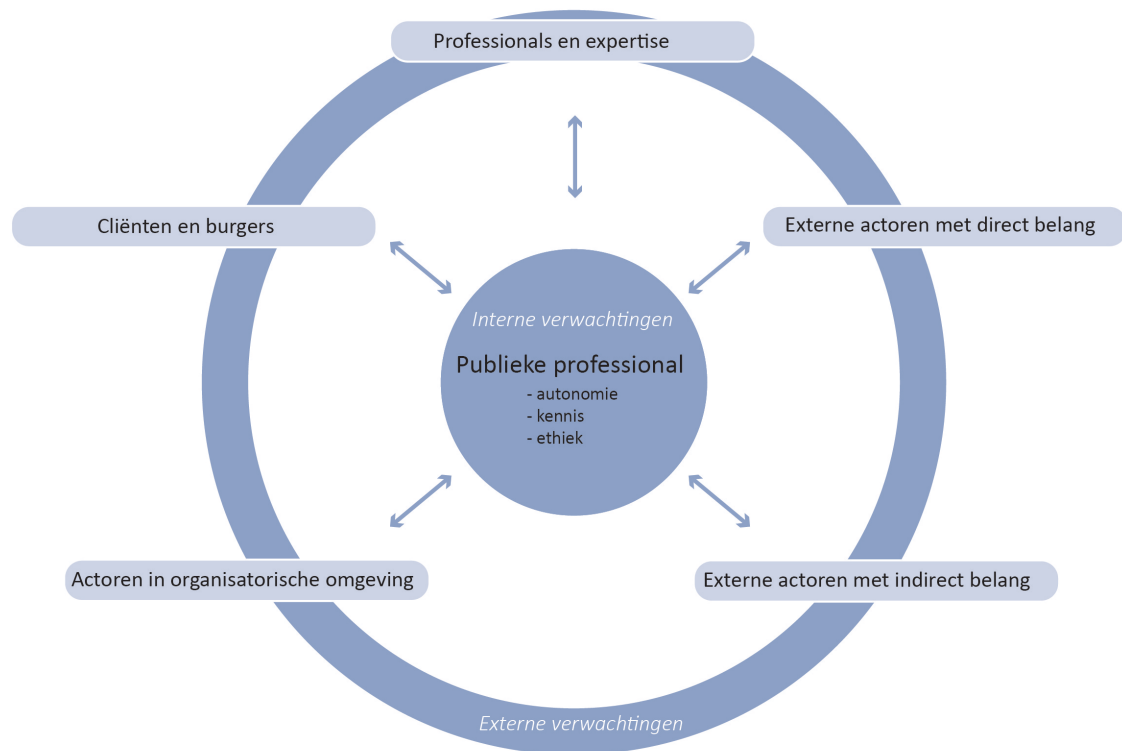 Professionals en expertise
Cliënten en burgers
Externe actoren met direct belang
Interne verwachtingen
Publieke professional
- autonomie
- kennis
- ethiek
Actoren in organisatorische omgeving
Externe actoren met indirect belang
Externe verwachtingen